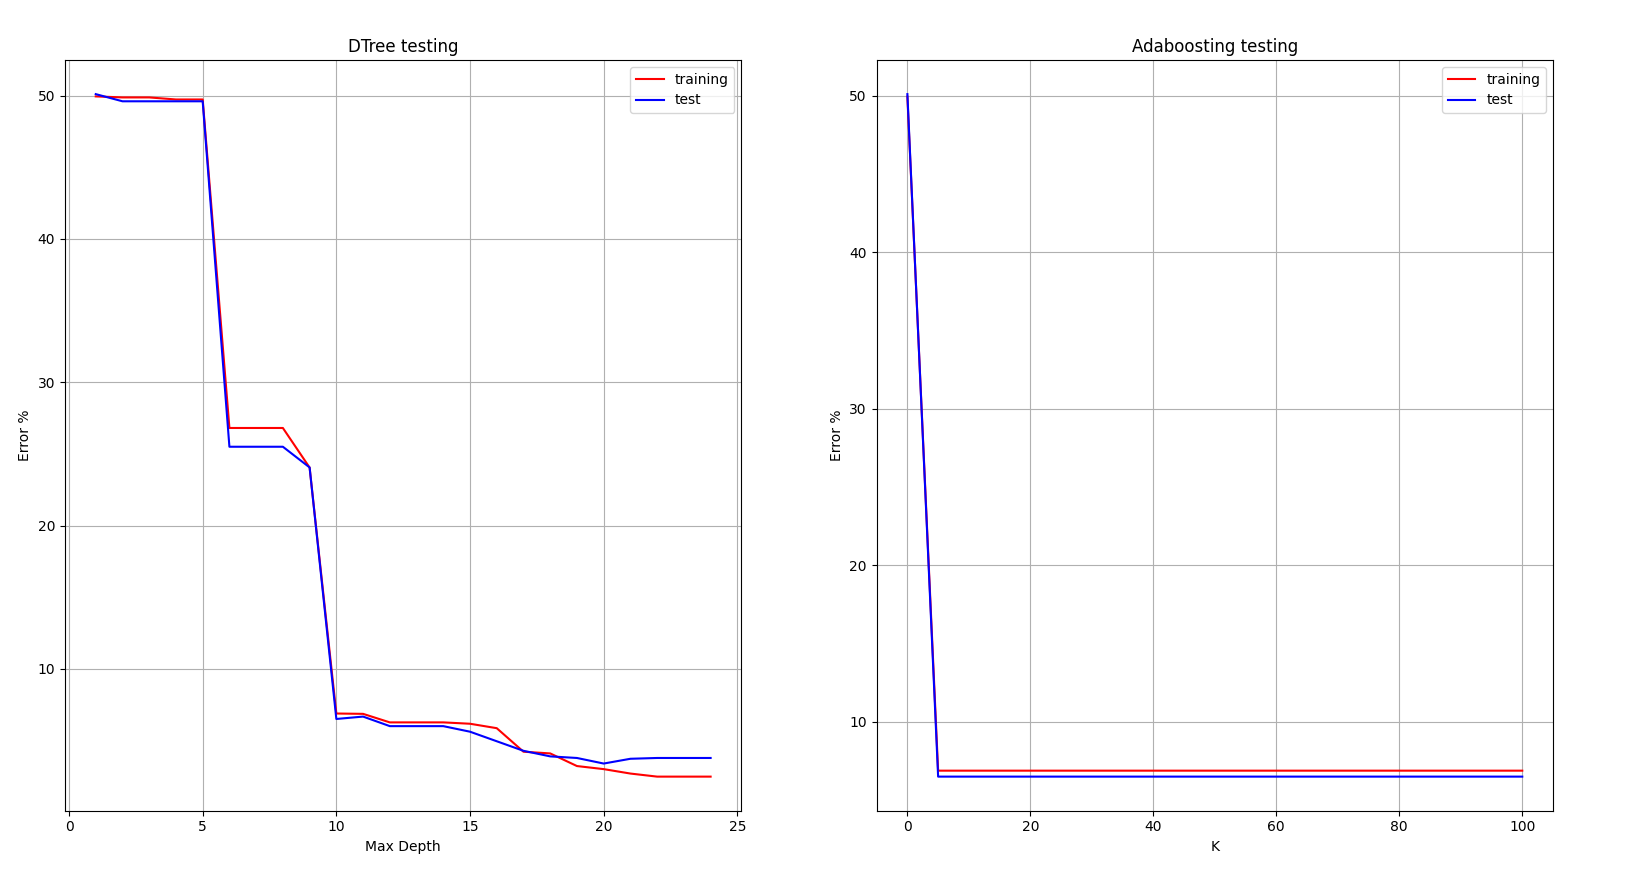 DTree testing
training
test
50
40
30
20
10
Error %
0 5 10 15 20 25
Max Depth
Adaboosting testing
training
test
50
40
30
20
10
Error %
0 20 40 60 80 100
K